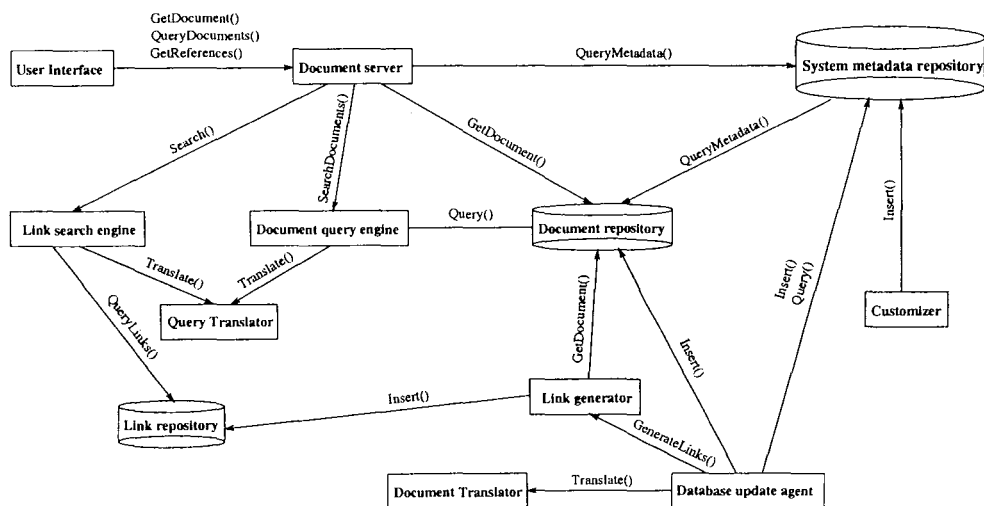 GetDocument()
QueryDocuments()
GetReferences()
User Interface
Document server
QueryMetadata()
System metadata repository
Search()
SearchDocuments()
GetDocument()
QueryMetadata()
Insert()
Link search engine
Document query engine
Query()
Document repository
Translate()
Translate()
Query Translator
QueryLinks()
GetDocument()
Insert()
Insert()
Query()
Customizer
Link repository
Insert()
Link generator
GenerateLinks()
Document Translator
Translate()
Database update agent